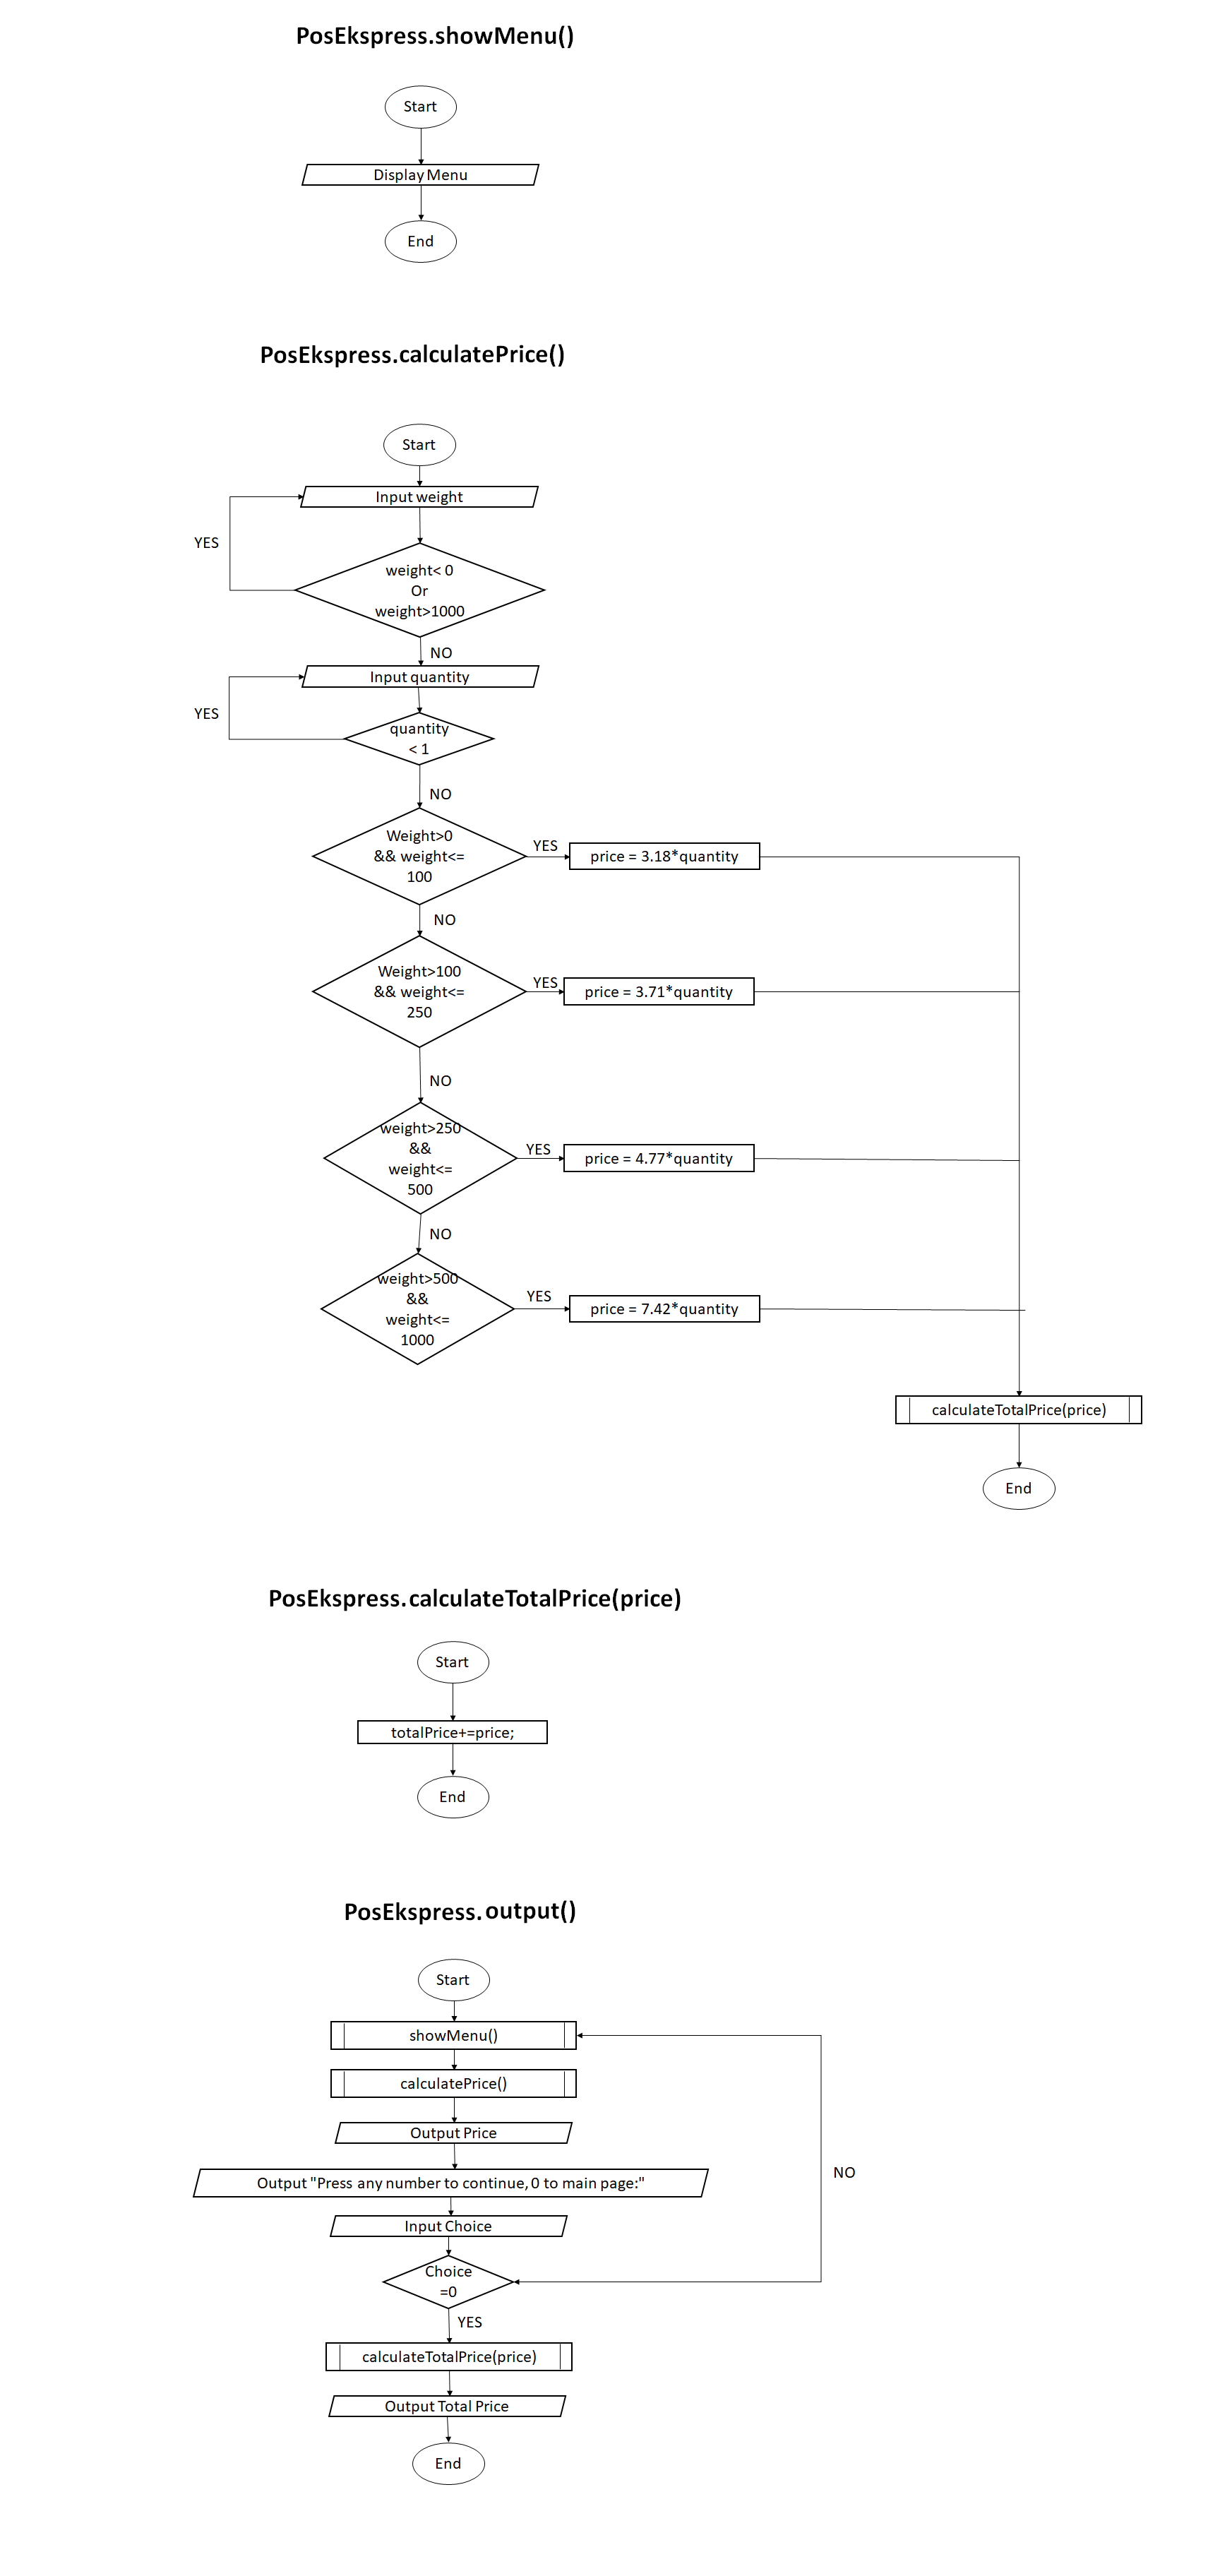 PosEkspress.showMenu()
Start
Display Menu
End
PosEkspress.calculatePrice()
Start
Input weight
YES
weight< 0
Or
weight>1000
NO
Input quantity
YES
quantity
< 1
NO
Weight>0
&& weight<=
100
YES
price = 3.18*quantity
NO
Weight>100
&& weight<=
250
YES
price = 3.71*quantity
NO
weight>250
&&
weight<=
500
YES
price = 4.77*quantity
NO
weight>500
&&
weight<=
1000
YES
price = 7.42*quantity
calculateTotalPrice(price)
End
PosEkspress.calculateTotalPrice(price)
Start
totalPrice+=price;
End
PosEkspress.output()
Start
showMenu()
calculatePrice()
Output Price
Output "Press any number to continue, 0 to main page:"
NO
Input Choice
Choice
=0
YES
calculateTotalPrice(price)
Output Total Price
End